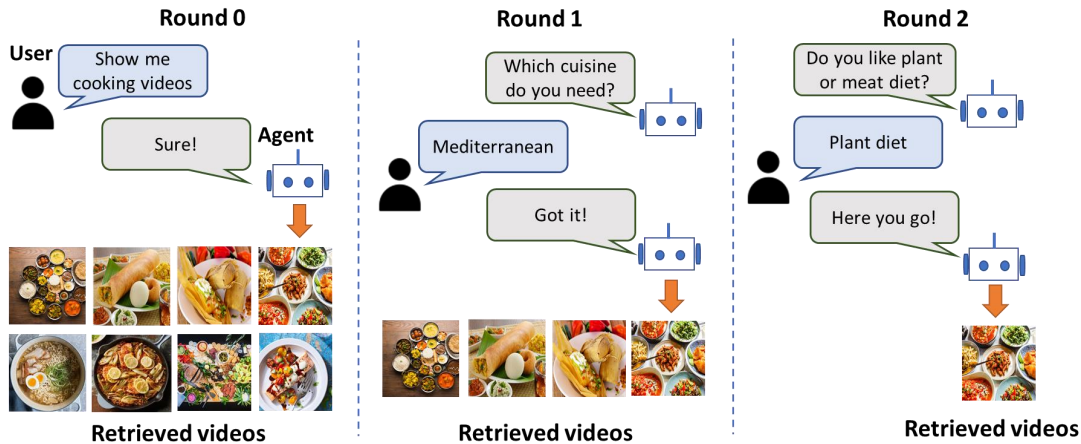 Round 0
User
Show me
cooking videos
Sure!
Agent
Retrieved videos
Round 1
Which cuisine
do you need?
Mediterranean
Got it!
Retrieved videos
Round 2
Do you like plant
or meat diet?
Plant diet
Here you go!
Retrieved videos